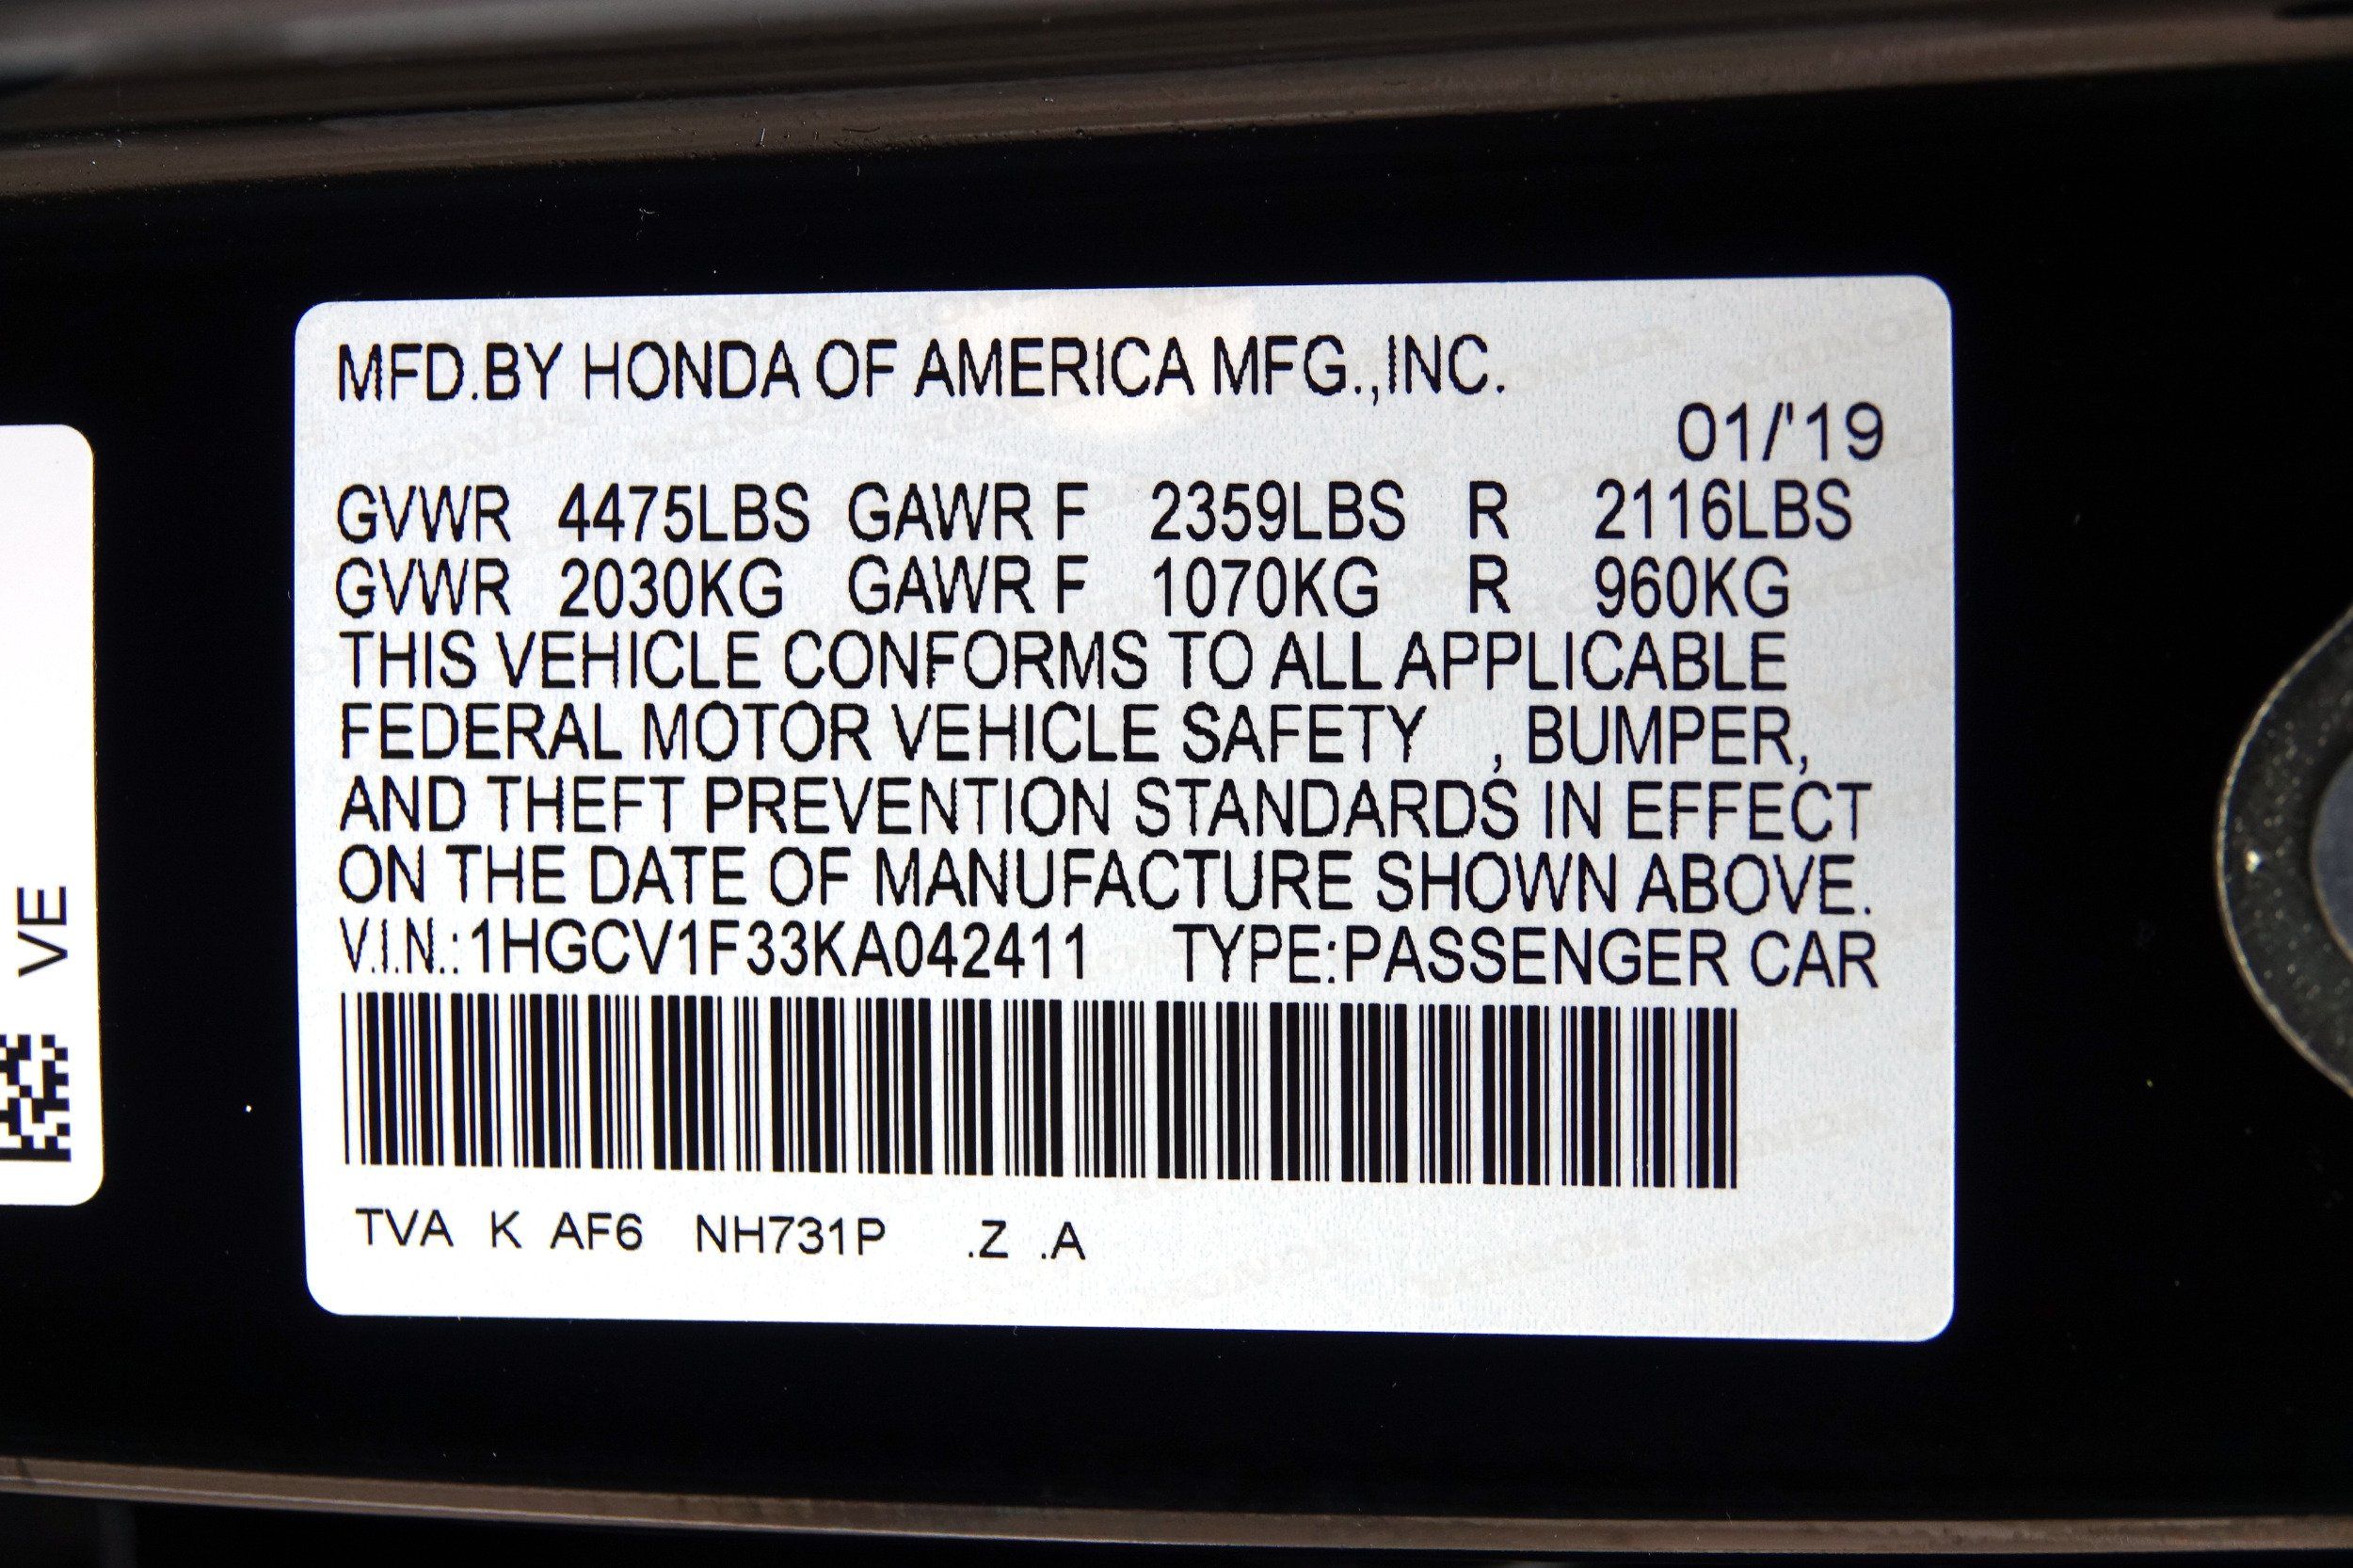 MFD.BY HONDA OF AMERICA MFG.,INC.
01/'19
GVWR 4475LBS GAWR F 2359LBS R 2116LBS
GVWR 2030KG GAWR F 1070KG R 960KG
THIS VEHICLE CONFORMS TO ALL APPLICABLE
FEDERAL MOTOR VEHICLE SAFETY , BUMPER,
AND THEFT PREVENTION STANDARDS IN EFFECT
ON THE DATE OF MANUFACTURE SHOWN ABOVE.
V.I.N.:1HGCV1F33KA042411 TYPE:PASSENGER CAR
TVA K AF6 NH731P .Z .A
VE